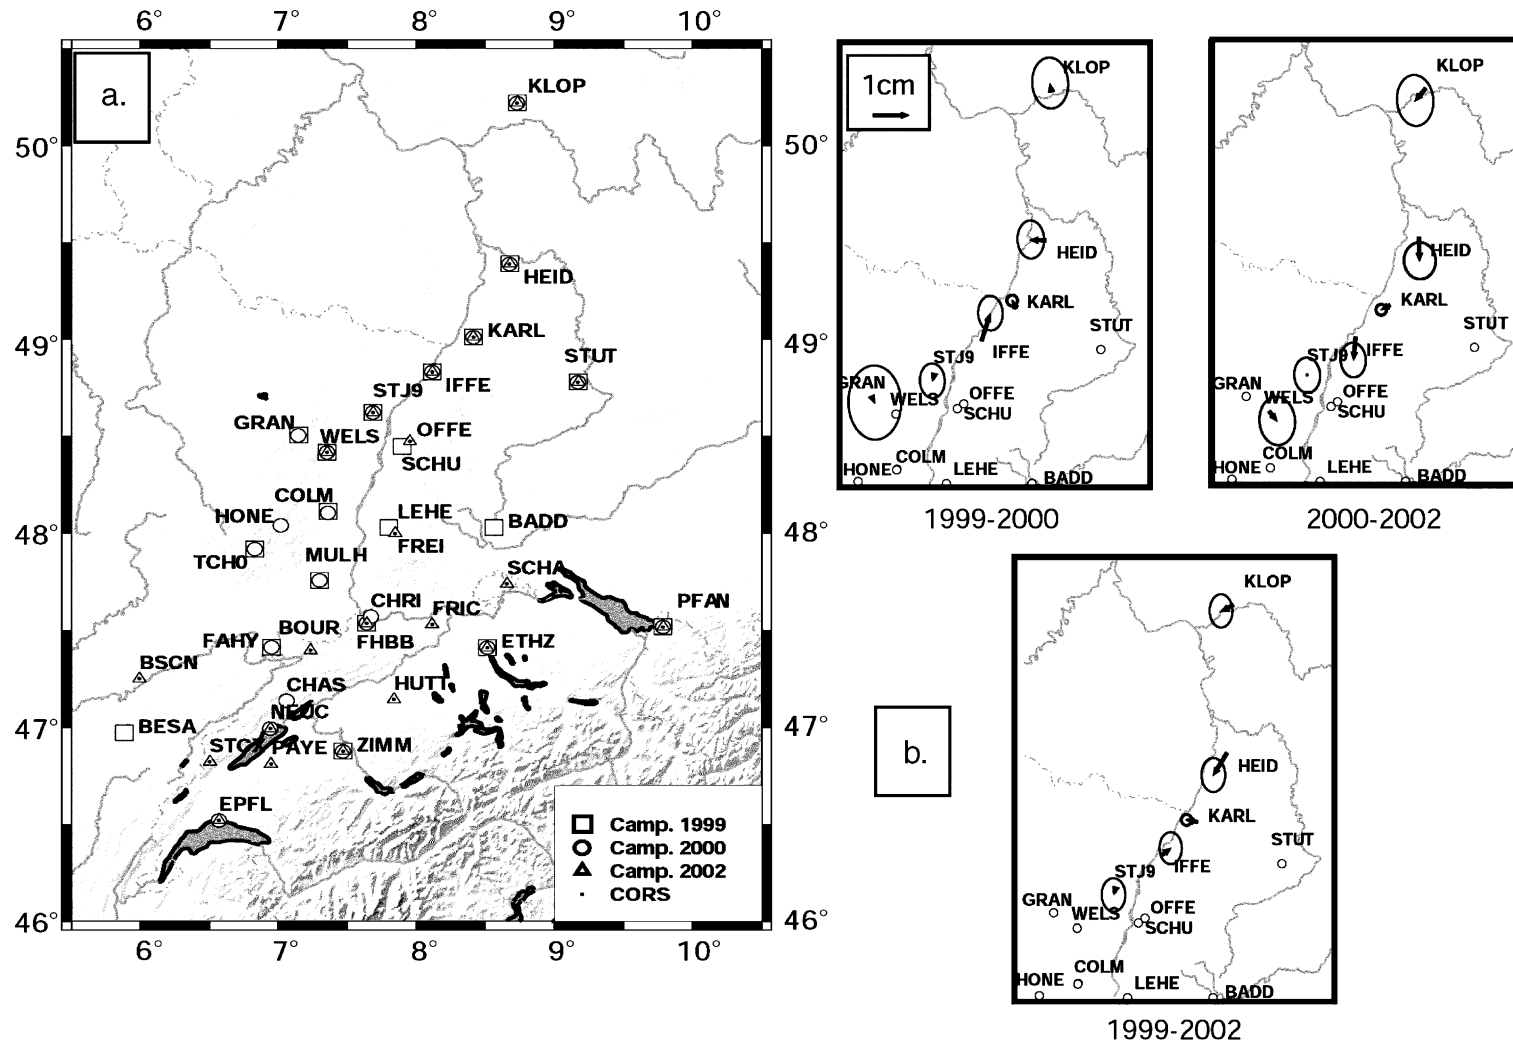 6° 7° 8° 9° 10°
a.
KLOP
50°
HEID
KARL
49°
STUT
IFFE
STJ9
GRAN
OFFE
WELS
SCHU
COLM
LEHE
HONE
BADD
48°
FREI
MULH
TCH0
SCHA
CHRI
PFAN
FRIC
BOUR
FAHY
FHBB
ETHZ
BSCN
CHAS
HUTT
NEUC
47°
BESA
PAYE
ZIMM
EPFL
Camp. 1999
Camp. 2000
Camp. 2002
CORS
46°
6° 7° 8° 9° 10°
1cm
KLOP
50°
HEID
KARL
STUT
49°
IFFE
STJ9
GRAN
WELS
OFFE
SCHU
COLM
HONE
LEHE
BADD
1999-2000
48°
KLOP
HEID
KARL
STUT
STJ9
IFFE
GRAN
WELS
OFFE
SCHU
COLM
HONE
LEHE
BADD
2000-2002
b.
47°
46°
KLOP
HEID
KARL
STUT
STJ9
IFFE
GRAN
WELS
OFFE
SCHU
COLM
HONE
LEHE
BADD
1999-2002